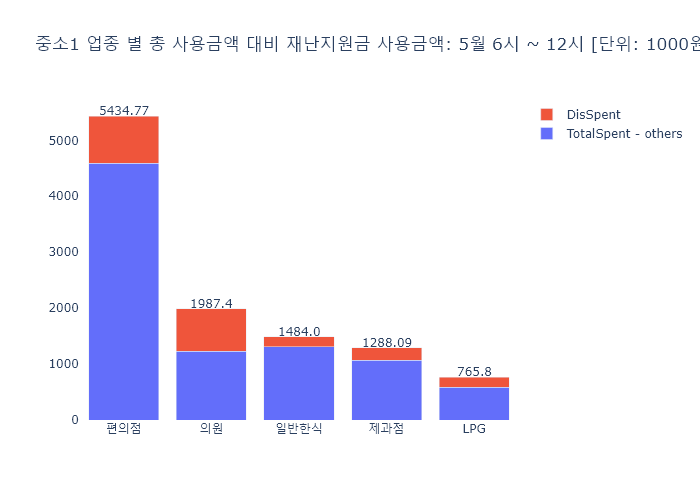 중소1 업종 별 총 사용금액 대비 재난지원금 사용금액: 5월 6시 ~ 12시 [단위: 1000원
DisSpent
TotalSpent - others
5434.77
1987.4
1484.0
1288.09
765.8
5000
4000
3000
2000
1000
0
편의점 의원 일반한식 제과점 LPG